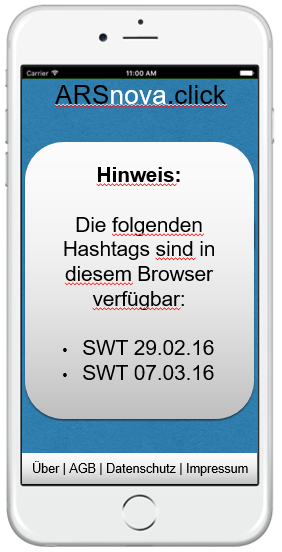 Carrier 11:00 AM
ARSnova.click
Hinweis:
Die folgenden
Hashtags sind in
diesem Browser
verfügbar:
• SWT 29.02.16
• SWT 07.03.16
Über | AGB | Datenschutz | Impressum